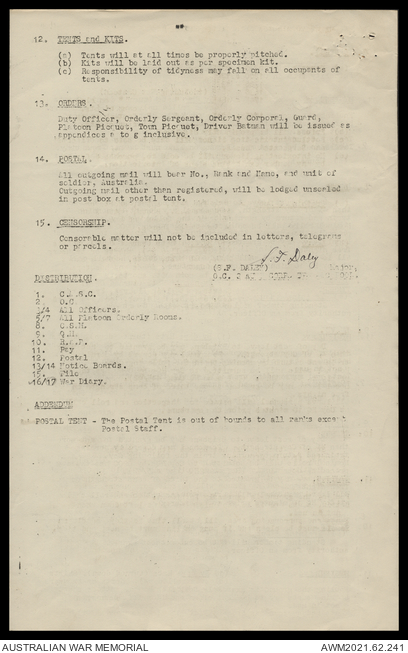 12. TENTS and KITS.
(a) Tents will at all times be properly pitched.
(b) Kits will be laid out as per specimen kit.
(c) Responsibility of tidyness may fall on all occupants of
tents.
13. ORDERS.
Duty Officer, Orderly Sergeant, Orderly Corporal, Guard,
Platoon Picquet, Town Picquet, Driver Batman will be issued as
appendices a to g inclusive.
14. POSTAL.
All outgoing mail will bear No., Rank and Name, and unit of
soldier, Australia.
Outgoing mail other than registered, will be lodged unsealed
in post box at postal tent.
15. CENSORSHIP.
Censorable matter will not be included in letters, telegrams
or parcels.
S. F. Daly
(S.F. DALEY) Major,
O.C. 2
DISTRIBUTION.
1. C.A.S.C.
2. O.C
3/4 All Officers.
5/7 All Platoon Orderly Rooms.
8. C.S.M.
9. Q.M.
10. R.A.P.
11. Pay
12. Postal
13/14 Notice Boards.
15. File
16/17 War Diary.
ADDENDUM
POSTAL TENT - The Postal Tent is out of bounds to all ranks except
Postal Staff.
AUSTRALIAN WAR MEMORIAL
AWM2021.62.241